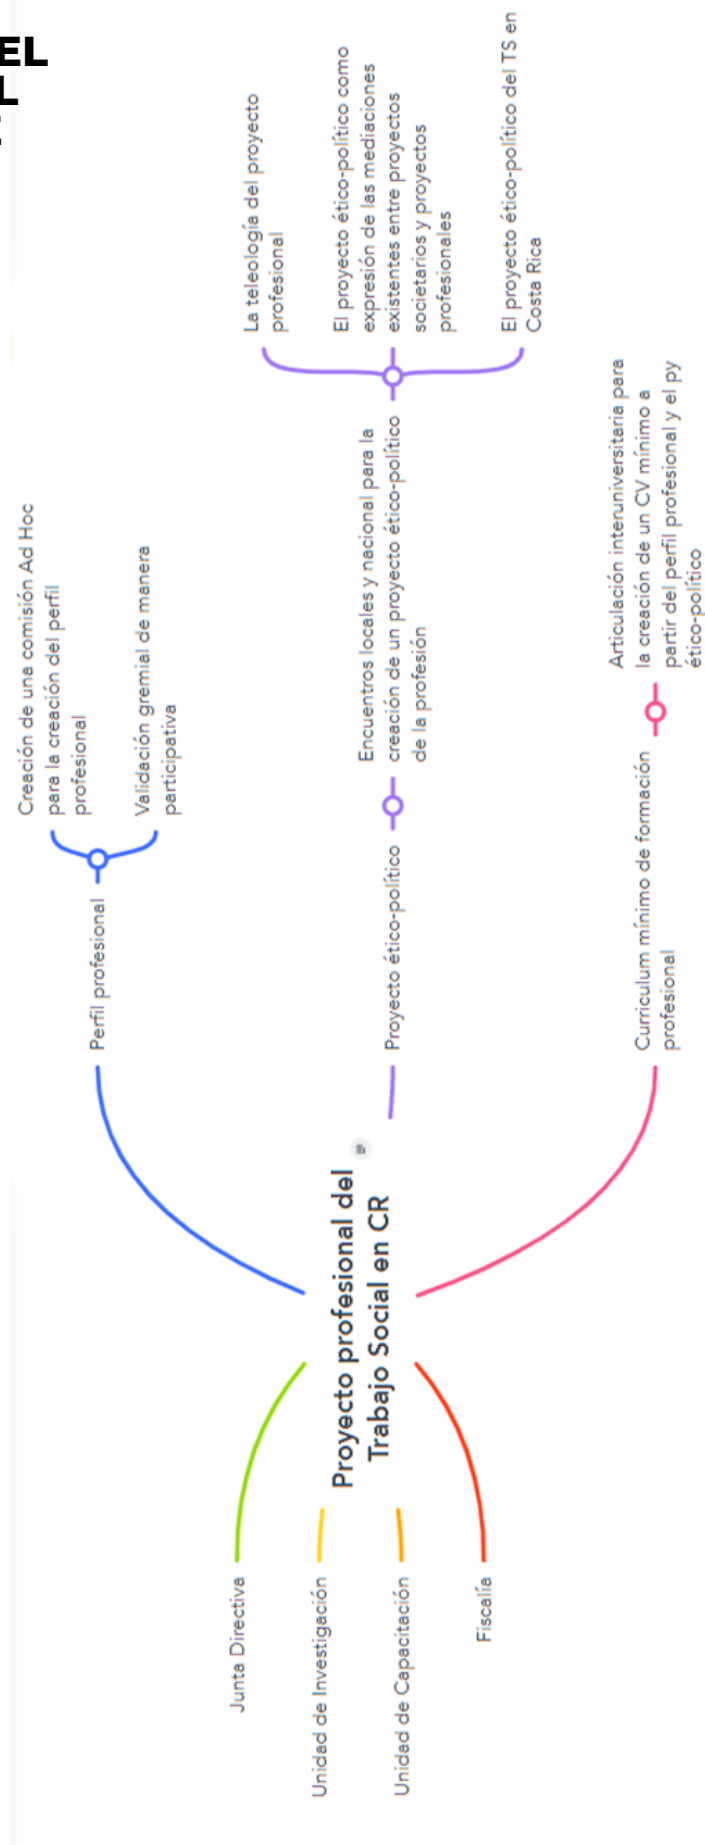 EL
L
Proyecto profesional del
Trabajo Social en CR
Junta Directiva
Unidad de Investigación
Unidad de Capacitación
Fiscalía
Perfil profesional
Creación de una comisión Ad Hoc
para la creación del perfil
profesional
Validación gremial de manera
participativa
Proyecto ético-político
Encuentros locales y nacional para la
creación de un proyecto ético-político
de la profesión
La teleología del proyecto
profesional
El proyecto ético-político como
expresión de las mediaciones
existentes entre proyectos
societarios y proyectos
profesionales
El proyecto ético-político del TS en
Costa Rica
Curriculum mínimo de formación
profesional
Articulación interuniversitaria para
la creación de un CV mínimo a
partir del perfil profesional y el py
ético-político